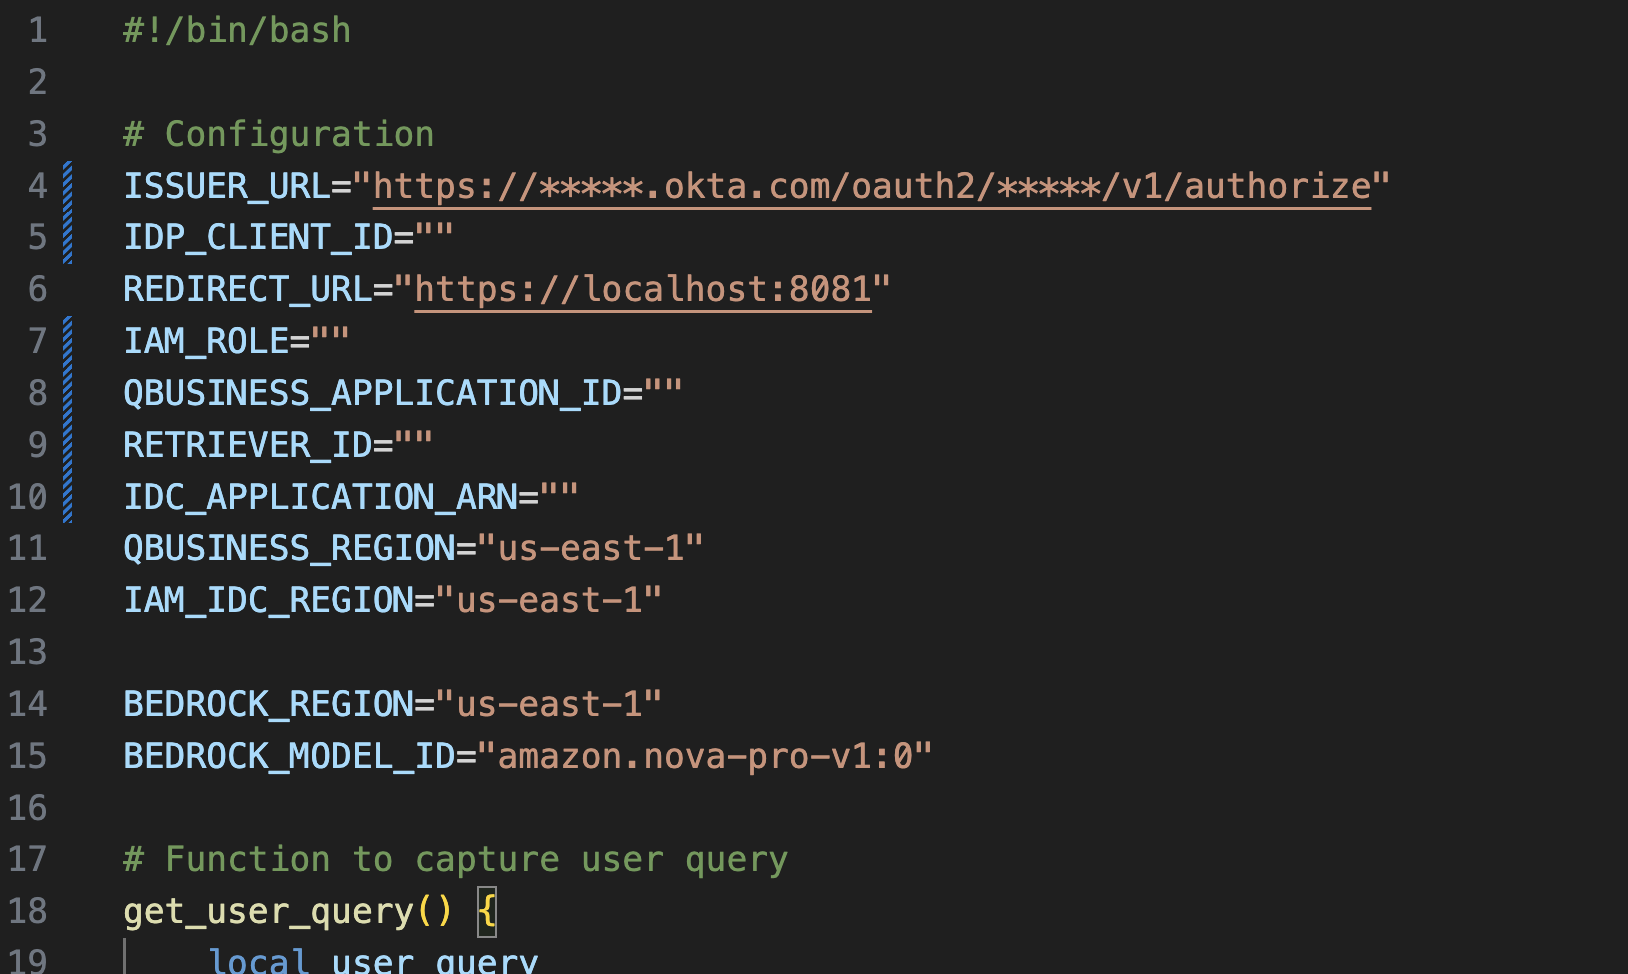 1 #!/bin/bash
2
3 # Configuration
4 ISSUER_URL="https://*****.okta.com/oauth2/*****/v1/authorize"
5 IDP_CLIENT_ID=""
6 REDIRECT_URL="https://localhost:8081"
7 IAM_ROLE=""
8 QBUSINESS_APPLICATION_ID=""
9 RETRIEVER_ID=""
10 IDC_APPLICATION_ARN=""
11 QBUSINESS_REGION="us-east-1"
12 IAM_IDC_REGION="us-east-1"
13
14 BEDROCK_REGION="us-east-1"
15 BEDROCK_MODEL_ID="amazon.nova-pro-v1:0"
16
17 # Function to capture user query
18 get_user_query() {
19 local user_query